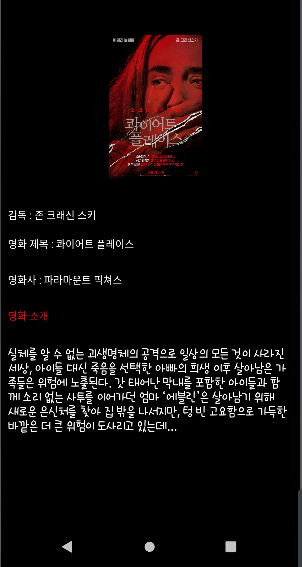 콰이어트
플레이스
감독 : 존 크래신 스키
영화 제목 : 콰이어트 플레이스
영화사 : 파라마운트 픽쳐스
영화 소개
실체를 알 수 없는 괴생명체의 공격으로 일상의 모든 것이 사라진
세상, 아이들 대신 죽음을 선택한 아빠의 희생 이후 살아남은 가
족들은 위험에 노출된다. 갓 태어난 막내를 포함한 아이들과 함
께 소리 없는 사투를 이어가던 엄마 ‘에블린’은 살아남기 위해
새로운 은신처를 찾아 집 밖을 나서지만, 텅 빈 고요함으로 가득한
바깥은 더 큰 위험이 도사리고 있는데...